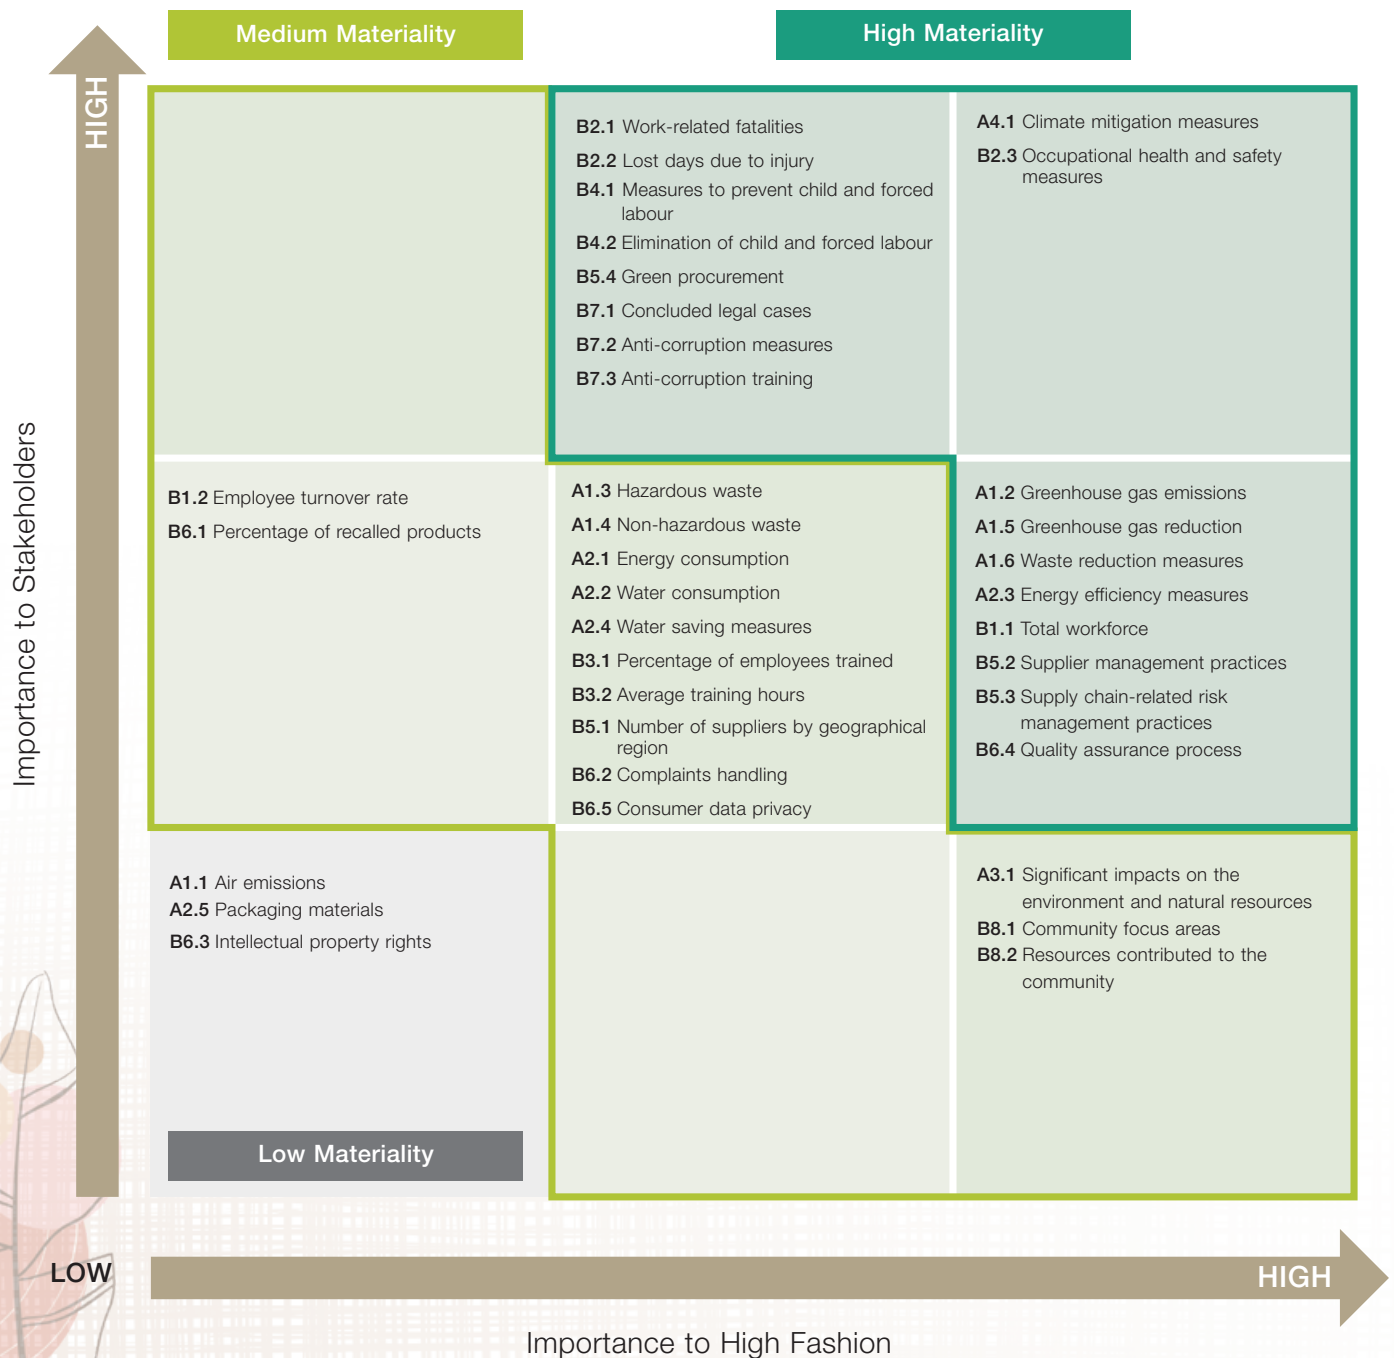 Medium Materiality
High Materiality
HIGH
Importance to Stakeholders
B2.1 Work-related fatalities
B2.2 Lost days due to injury
B4.1 Measures to prevent child and forced
labour
B4.2 Elimination of child and forced labour
B5.4 Green procurement
B7.1 Concluded legal cases
B7.2 Anti-corruption measures
B7.3 Anti-corruption training
A4.1 Climate mitigation measures
B2.3 Occupational health and safety
measures
B1.2 Employee turnover rate
B6.1 Percentage of recalled products
A1.3 Hazardous waste
A1.4 Non-hazardous waste
A2.1 Energy consumption
A2.2 Water consumption
A2.4 Water saving measures
B3.1 Percentage of employees trained
B3.2 Average training hours
B5.1 Number of suppliers by geographical
region
B6.2 Complaints handling
B6.5 Consumer data privacy
A1.2 Greenhouse gas emissions
A1.5 Greenhouse gas reduction
A1.6 Waste reduction measures
A2.3 Energy efficiency measures
B1.1 Total workforce
B5.2 Supplier management practices
B5.3 Supply chain-related risk
management practices
B6.4 Quality assurance process
A1.1 Air emissions
A2.5 Packaging materials
B6.3 Intellectual property rights
Low Materiality
A3.1 Significant impacts on the
environment and natural resources
B8.1 Community focus areas
B8.2 Resources contributed to the
community
LOW
HIGH
Importance to High Fashion